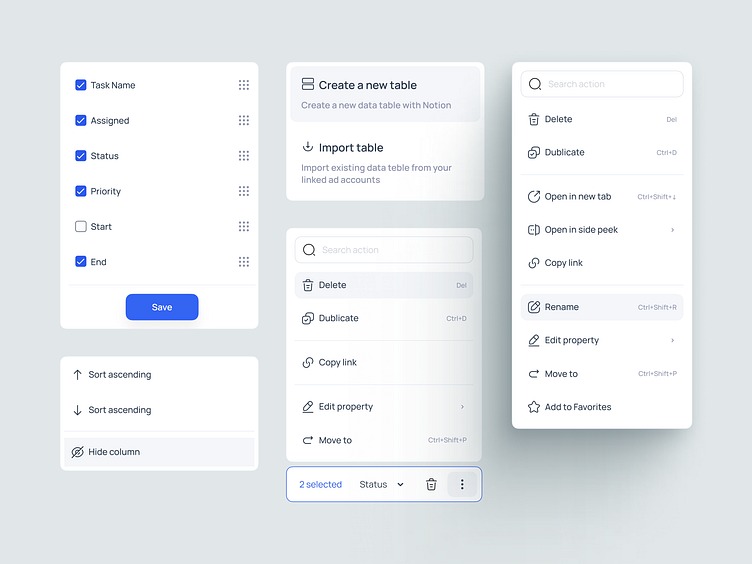 Task Name
Assigned
Status
Priority
Start
End
Save
Sort ascending
Sort ascending
Hide column
Create a new table
Create a new data table with Notion
Import table
Import existing data teble from your
linked ad accounts
Search action
Delete Del
Dublicate Ctrl+D
Copy link
Edit property
Move to Ctrl+Shift+P
2 selected Status
Search action
Delete Del
Dublicate Ctrl+D
Open in new tab Ctrl+Shift+↓
Open in side peek
Copy link
Rename Ctrl+Shift+R
Edit property
Move to Ctrl+Shift+P
Add to Favorites